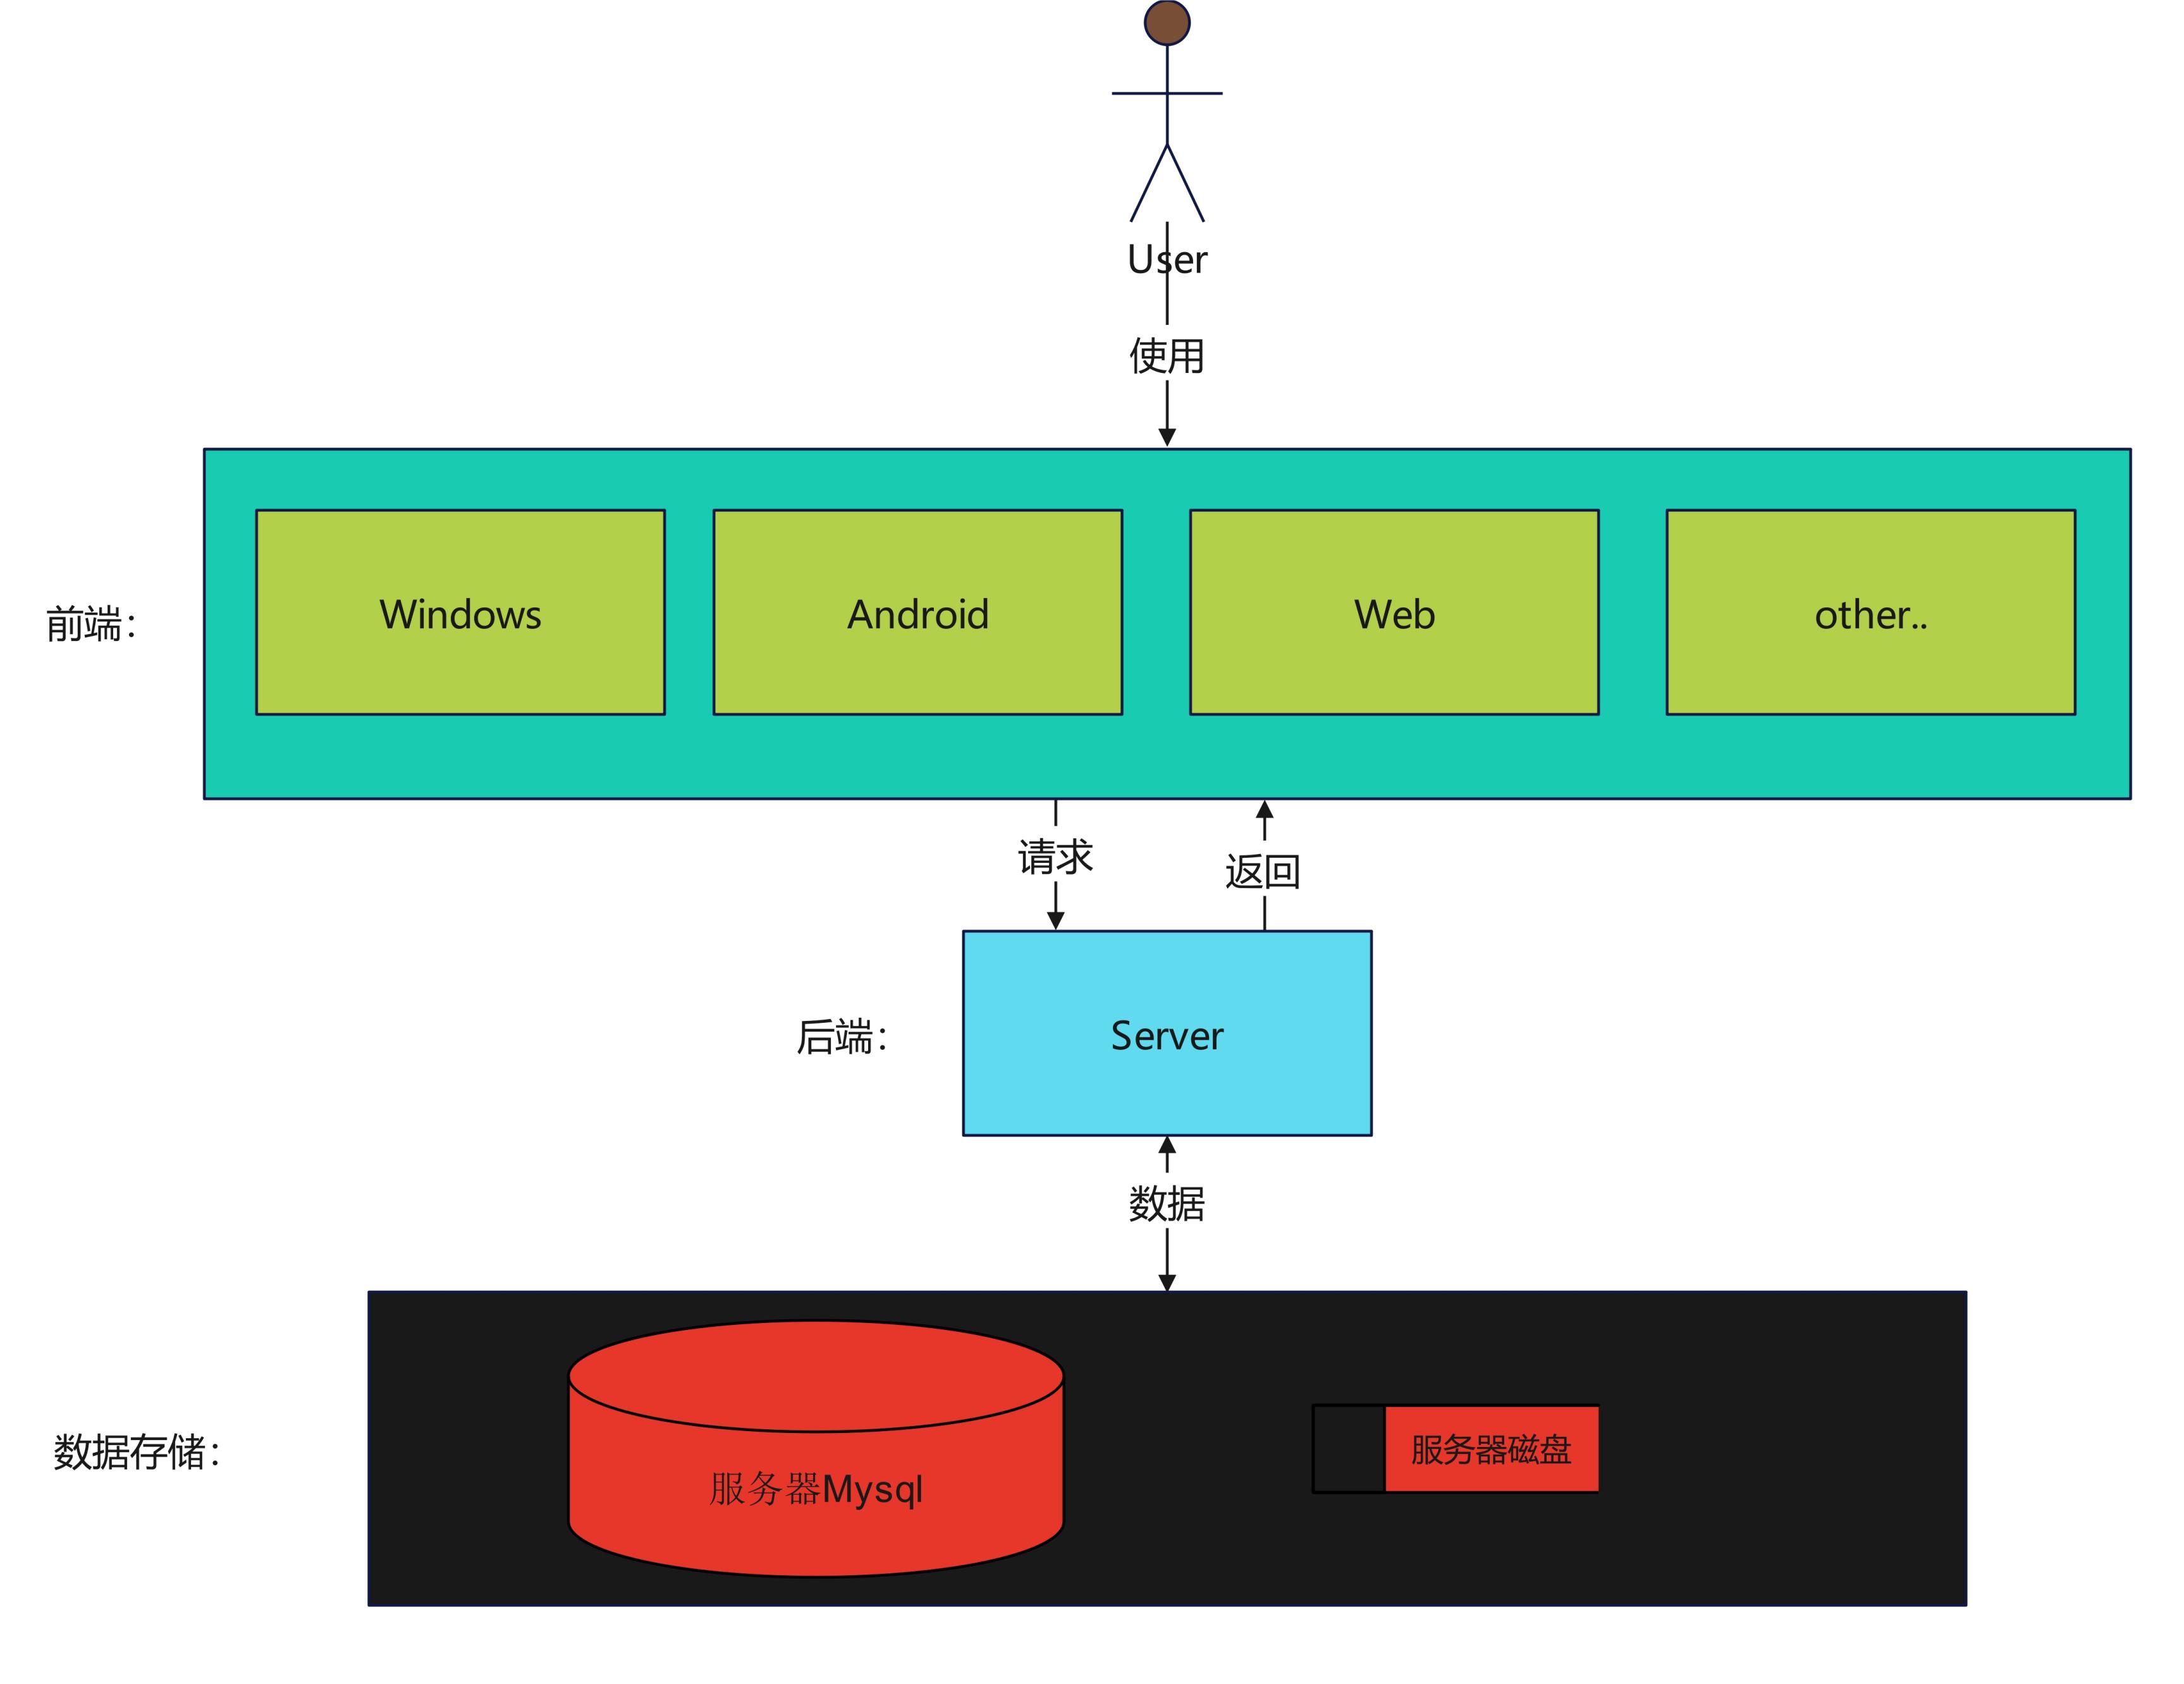 User
使用
前端：
Windows
Android
Web
other..
请求
返回
后端：
Server
数据
数据存储：
服务器Mysql
服务器磁盘